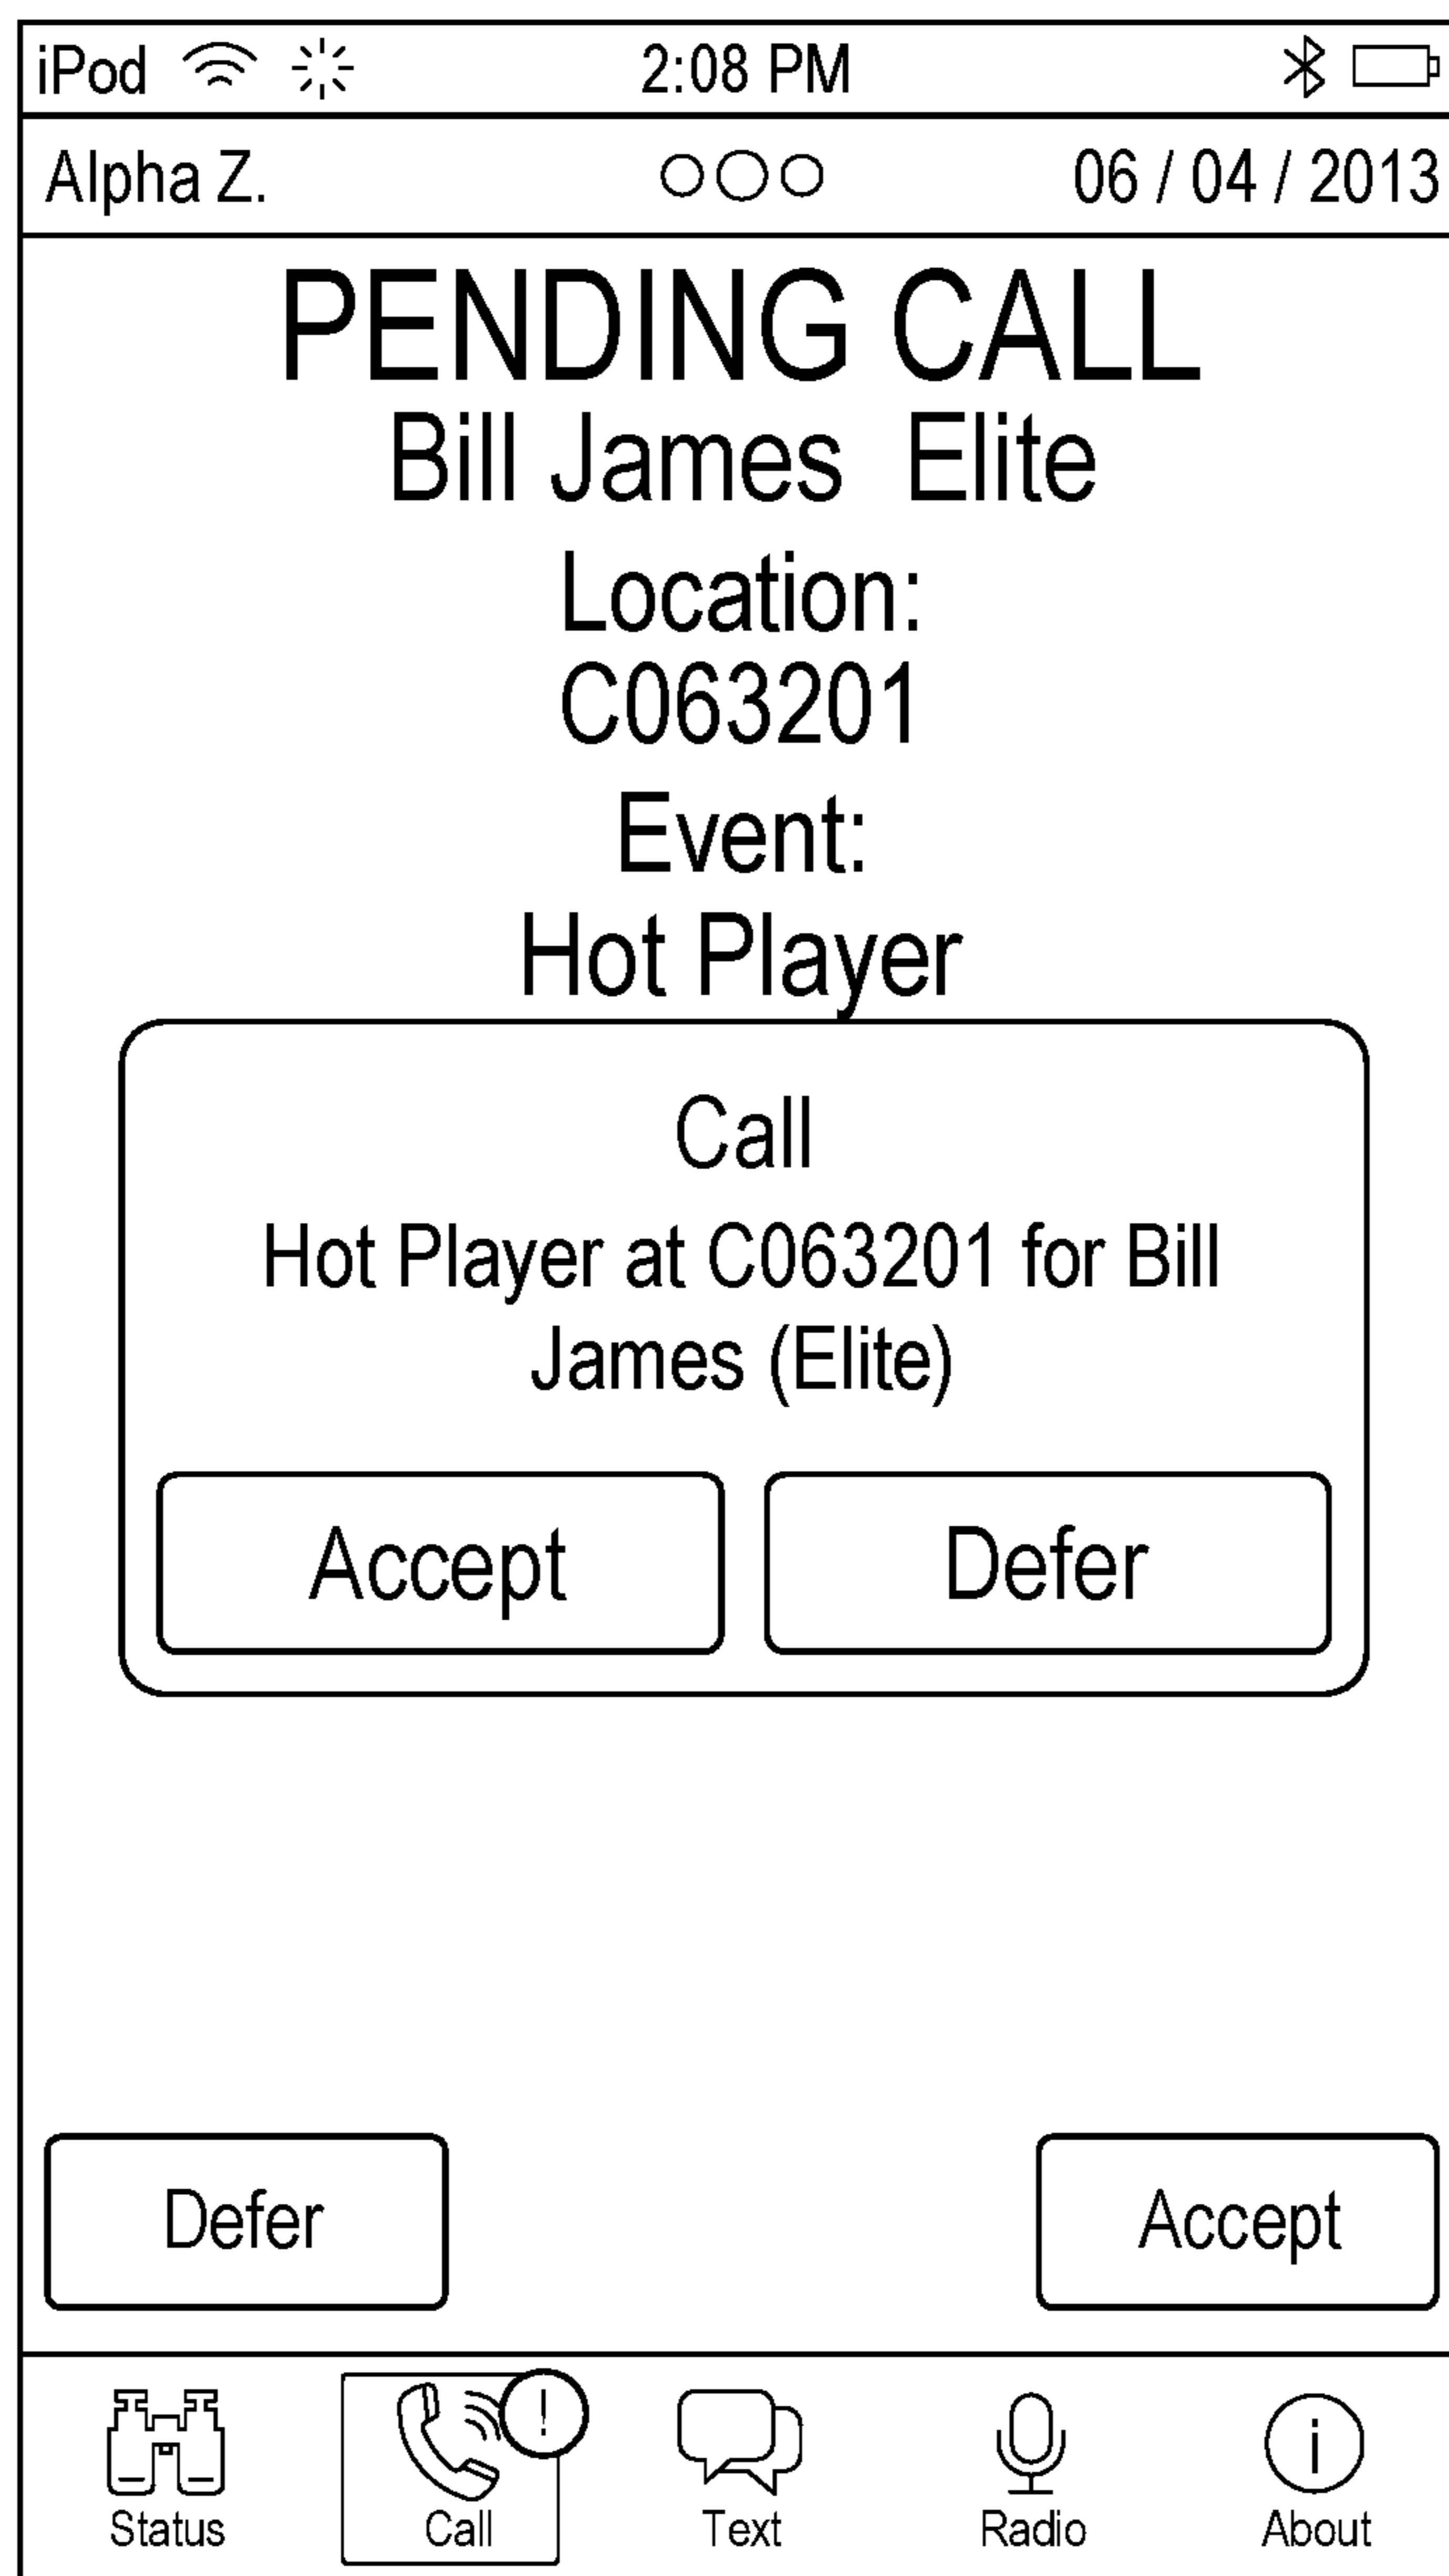 iPod 2:08 PM
Alpha Z. 06 / 04 / 2013
PENDING CALL
Bill James Elite
Location:
C063201
Event:
Hot Player
Call
Hot Player at C063201 for Bill
James (Elite)
Accept Defer
Defer Accept
!
i
Status Call Text Radio About